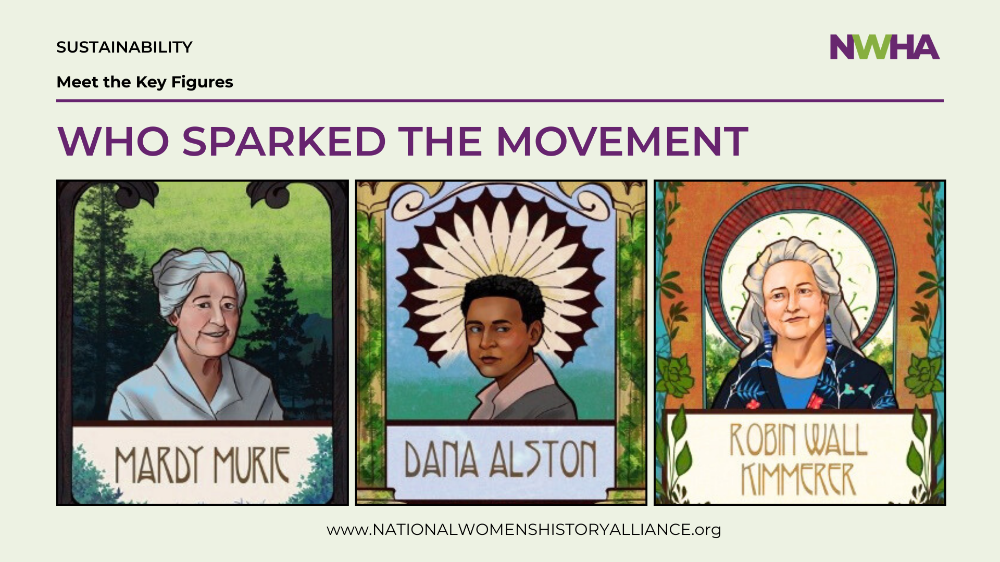 SUSTAINABILITY
NWHA
Meet the Key Figures
WHO SPARKED THE MOVEMENT
MARDY MURIE
DANA ALSTON
ROBIN WALL
KIMMERER
www.NATIONALWOMENSHISTORYALLIANCE.org